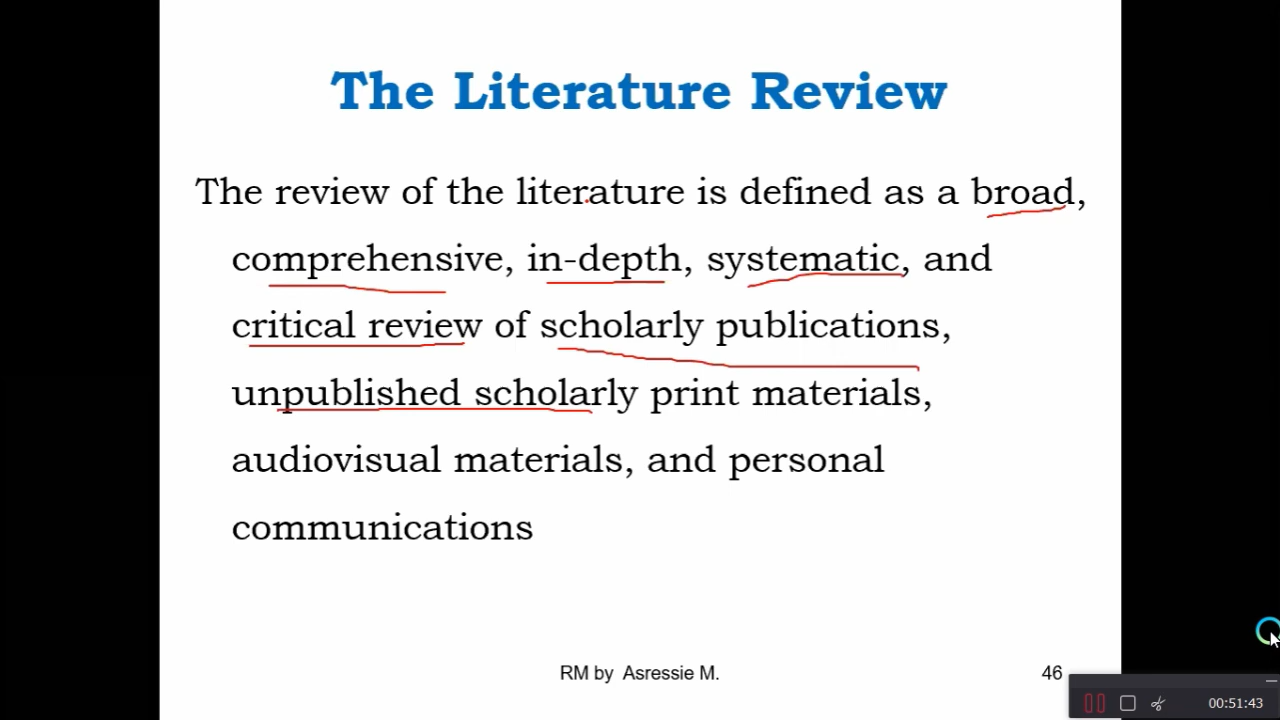 The Literature Review
The review of the literature is defined as a broad,
comprehensive, in-depth, systematic, and
critical review of scholarly publications,
unpublished scholarly print materials,
audiovisual materials, and personal
communications
RM by Asressie M.
46
00:51:43